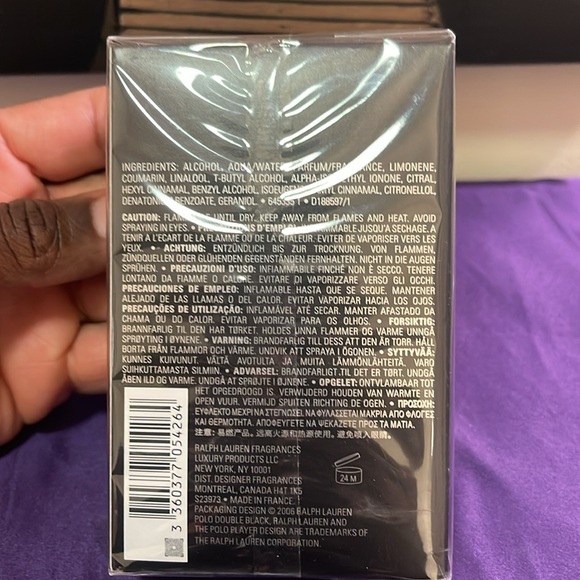 INGREDIENTS: ALCOHOL, AQUA/WATER, PARFUM/FRAGRANCE, LIMONENE,
COUMARIN, LINALOOL, T-BUTYL ALCOHOL, ALPHA-ISOMETHYL IONONE, CITRAL,
HEXYL CINNAMAL, BENZYL ALCOHOL, ISOEUGENOL, AMYL CINNAMAL, CITRONELLOL,
DENATONIUM BENZOATE, GERANIOL • 645335 1 • D188597/1
CAUTION: FLAMMABLE UNTIL DRY. KEEP AWAY FROM FLAMES AND HEAT. AVOID
SPRAYING IN EYES. • PRÉCAUTIONS D'EMPLOI: INFLAMMABLE JUSQU'A SECHAGE. A
TENIR A L'ECART DE LA FLAMME OU DE LA CHALEUR. EVITER DE VAPORISER VERS LES
YEUX. • ACHTUNG: ENTZÜNDLICH BIS ZUR TROCKNUNG. VON FLAMMEN,
ZÜNDQUELLEN ODER GLÜHENDEN GEGENSTÄNDEN FERNHALTEN. NICHT IN DIE AUGEN
SPRÜHEN. • PRECAUZIONI D'USO: INFIAMMABILE FINCHÉ NON È SECCO. TENERE
LONTANO DA FIAMME O CALORE. EVITARE DI VAPORIZZARE VERSO GLI OCCHI.
PRECAUCIONES DE EMPLEO: INFLAMABLE HASTA QUE SE SEQUE. MANTENER
ALEJADO DE LAS LLAMAS O DEL CALOR. EVITAR VAPORIZAR HACIA LOS OJOS.
PRECAUÇÕES DE UTILIZAÇÃO: INFLAMÁVEL ATÉ SECAR. MANTER AFASTADO DA
CHAMA OU DO CALOR. EVITAR VAPORIZAR PARA OS OLHOS. • FORSIKTIG:
BRANNFARLIG TIL DEN HAR TØRKET. HOLDES UNNA FLAMMER OG VARME UNNGÅ
SPRØYTING I ØYNENE. • VARNING: BRANDFARLIG TILL DESS ATT DEN ÄR TORR. HÅLL
BORTA FRÅN FLAMMOR OCH VÄRME. UNDVIK ATT SPRAYA I ÖGONEN. • SYTTYVÄÄ:
KUNNES KUIVUNUT. VÄLTÄ AVOTULTA JA MUITA LÄMMÖNLÄHTEITÄ. VARO
SUIHKUTTAMASTA SILMIIN. • ADVARSEL: BRANDFARLIGT.TIL DET ER TØRT. UNDGÅ
ÅBEN ILD OG VARME. UNDGÅ AT SPRØJTE I ØJNENE. • OPGELET: ONTVLAMBAAR TOT
HET OPGEDROOGD IS. VERWIJDERD HOUDEN VAN WARMTE EN
OPEN VUUR. VERMIJD SPUITEN RICHTING DE OGEN. • ΠΡΟΣΟΧΗ:
ΕΥΦΛΕΚΤΟ ΜΕΧΡΙ ΝΑ ΣΤΕΓΝΩΣΕΙ ΝΑ ΦΥΛΑΣΣΕΤΑΙ ΜΑΚΡΙΑ ΑΠΟ ΦΛΟΓΕΣ
ΚΑΙ ΘΕΡΜΟΤΗΤΑ. ΑΠΟΦΕΥΓΕΤΕ ΝΑ ΨΕΚΑΖΕΤΕ ΠΡΟΣ ΤΑ ΜΑΤΙΑ.
注意: 易燃产品。远离火源和热源使用。避免喷入眼睛。
RALPH LAUREN FRAGRANCES
LUXURY PRODUCTS LLC
NEW YORK, NY 10001
DIST. DESIGNER FRAGRANCES
MONTREAL, CANADA H4T 1K5
S23973 • MADE IN FRANCE.
PACKAGING DESIGN © 2006 RALPH LAUREN
POLO DOUBLE BLACK, RALPH LAUREN AND
THE POLO PLAYER DESIGN ARE TRADEMARKS OF
THE RALPH LAUREN CORPORATION.
24 M
3 360377 054264